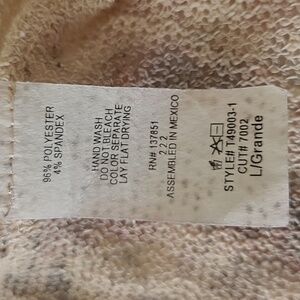 96% POLYESTER
4% SPANDEX
HAND WASH
DO NOT BLEACH
COLOR SEPARATE
LAY FLAT DRYING
RN# 137851
2 2 2
ASSEMBLED IN MEXICO
STYLE# T49003-1
CUT# 7002
L/Grande